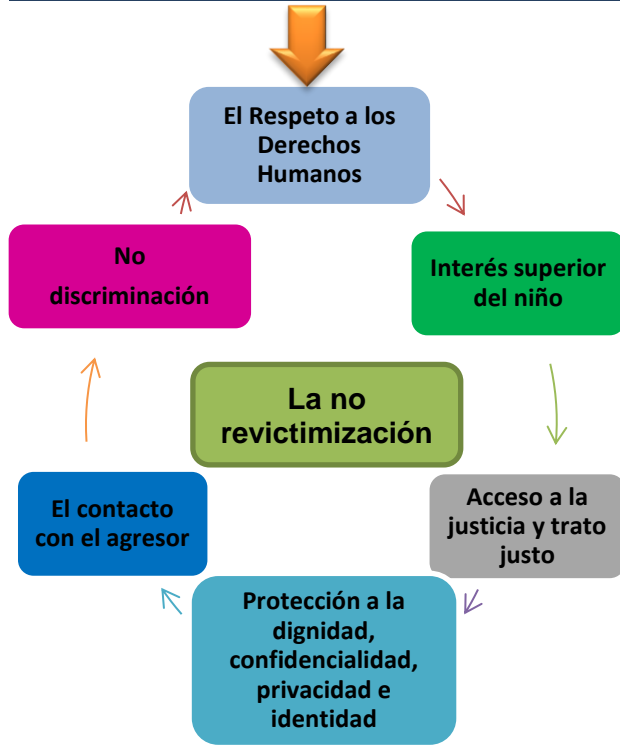 El Respeto a los
Derechos
Humanos
Interés superior
del niño
Acceso a la
justicia y trato
justo
Protección a la
dignidad,
confidencialidad,
privacidad e
identidad
El contacto
con el agresor
No
discriminación
La no
revictimización